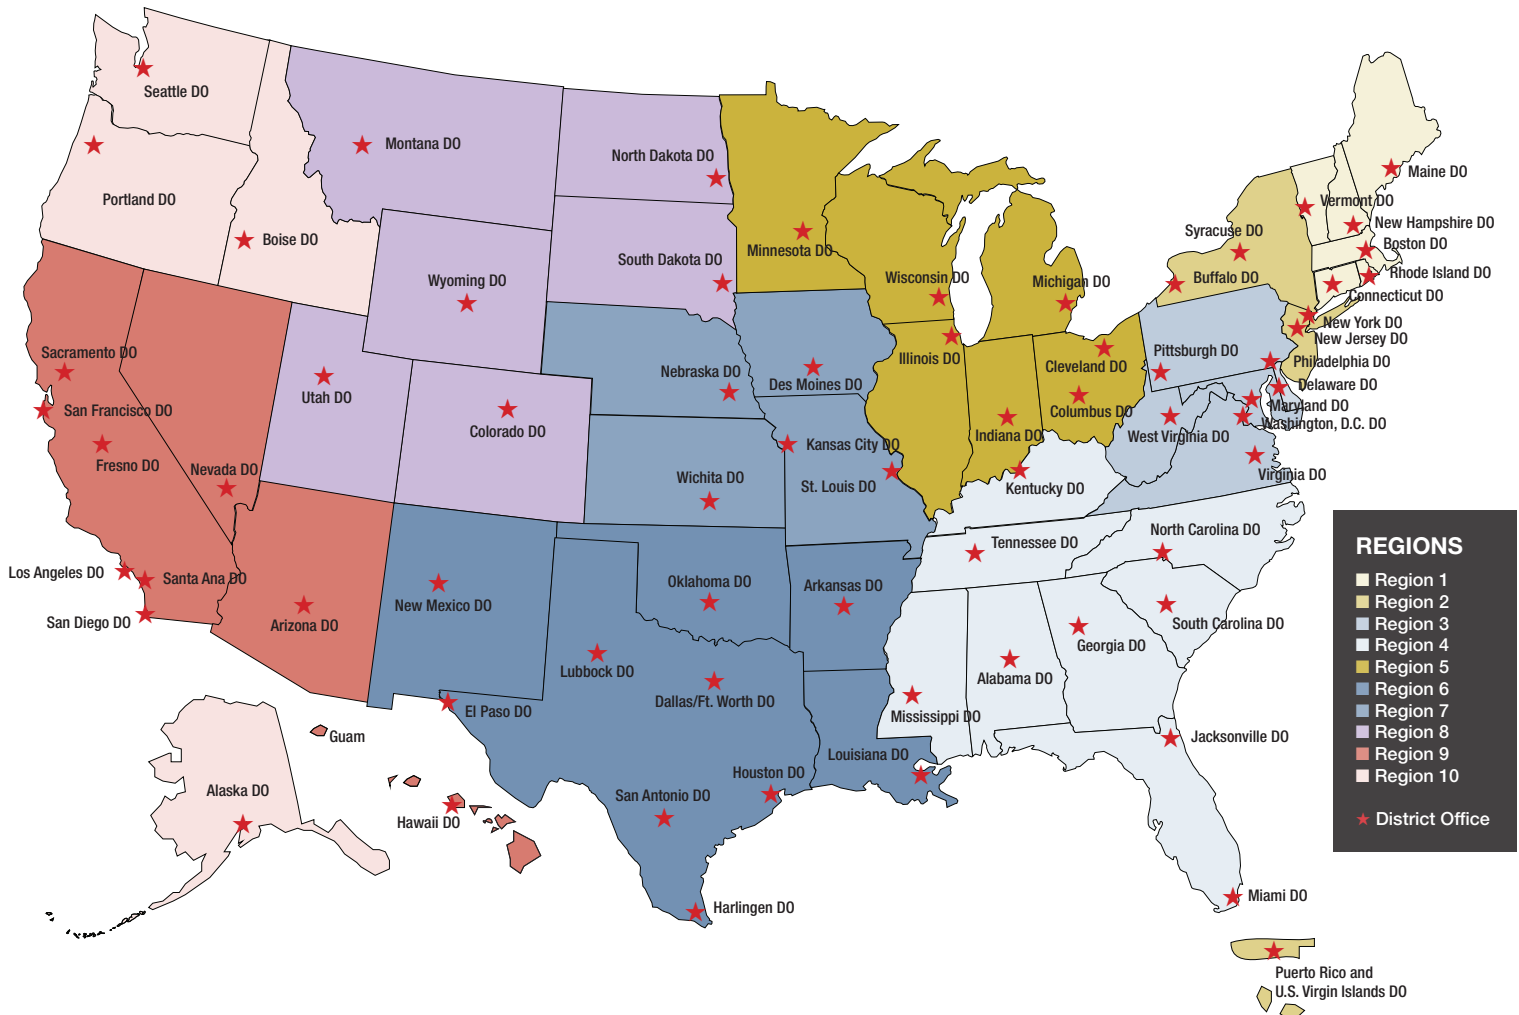 Seattle DO
Portland DO
Boise DO
Montana DO
North Dakota DO
South Dakota DO
Wyoming DO
Utah DO
Colorado DO
Minnesota DO
Wisconsin DO
Michigan DO
Illinois DO
Indiana DO
Cleveland DO
Columbus DO
Nebraska DO
Des Moines DO
Kansas City DO
St. Louis DO
Wichita DO
Sacramento DO
San Francisco DO
Fresno DO
Nevada DO
Los Angeles DO
Santa Ana DO
San Diego DO
Arizona DO
New Mexico DO
Oklahoma DO
Arkansas DO
Lubbock DO
Dallas/Ft. Worth DO
El Paso DO
San Antonio DO
Houston DO
Louisiana DO
Harlingen DO
Maine DO
Vermont DO
New Hampshire DO
Boston DO
Rhode Island DO
Connecticut DO
Syracuse DO
Buffalo DO
New York DO
New Jersey DO
Pittsburgh DO
Philadelphia DO
Delaware DO
Maryland DO
Washington, D.C. DO
West Virginia DO
Virginia DO
Kentucky DO
Tennessee DO
North Carolina DO
South Carolina DO
Georgia DO
Alabama DO
Mississippi DO
Jacksonville DO
Miami DO
Puerto Rico and
U.S. Virgin Islands DO
Guam
Alaska DO
Hawaii DO
REGIONS
Region 1
Region 2
Region 3
Region 4
Region 5
Region 6
Region 7
Region 8
Region 9
Region 10
District Office